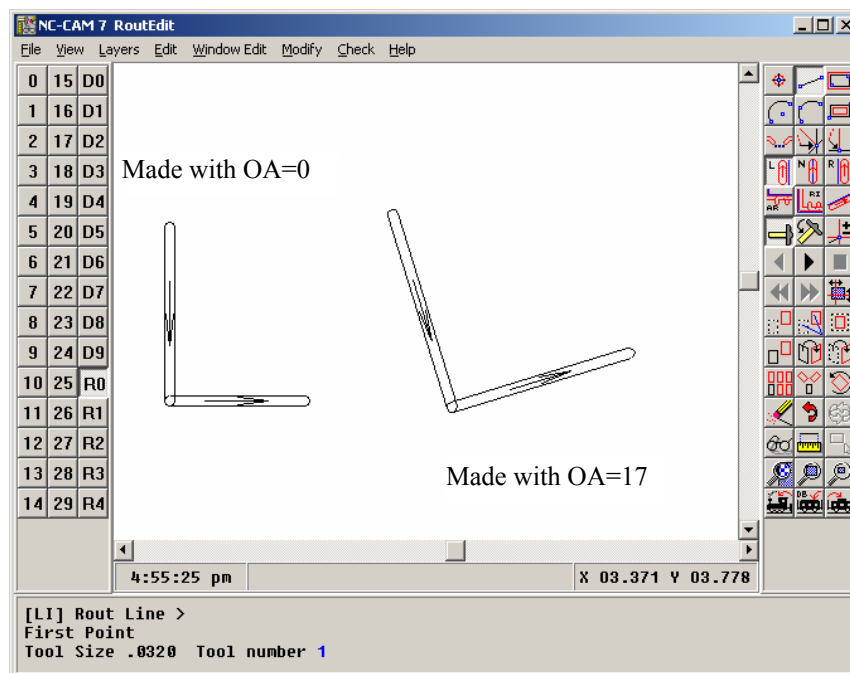 NC-CAM 7 RoutEdit
File View Layers Edit Window Edit Modify Check Help
0 15 D0
1 16 D1
2 17 D2
3 18 D3
4 19 D4
5 20 D5
6 21 D6
7 22 D7
8 23 D8
9 24 D9
10 25 R0
11 26 R1
12 27 R2
13 28 R3
14 29 R4
Made with OA=0
Made with OA=17
L N R
AR RI
DB
4:55:25 pm
X 03.371 Y 03.778
[LI] Rout Line >
First Point
Tool Size .0320 Tool number 1